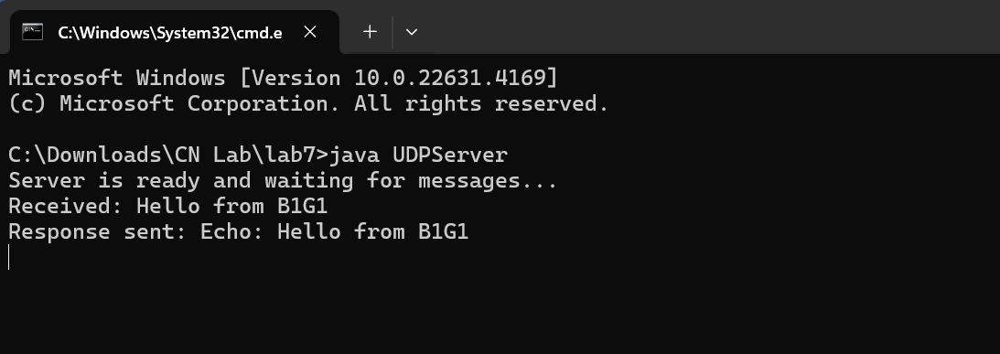 C:\Windows\System32\cmd.e
Microsoft Windows [Version 10.0.22631.4169]
(c) Microsoft Corporation. All rights reserved.
C:\Downloads\CN Lab\lab7>java UDPServer
Server is ready and waiting for messages...
Received: Hello from B1G1
Response sent: Echo: Hello from B1G1